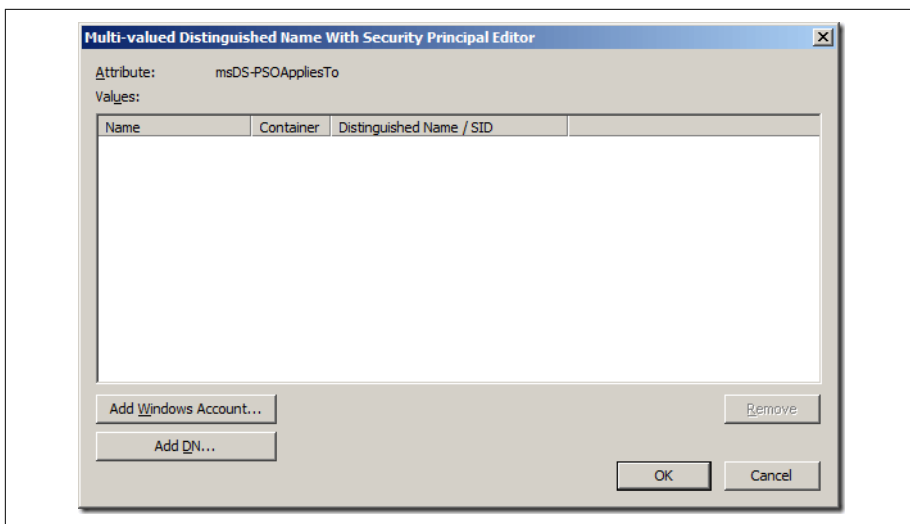 Multi-valued Distinguished Name With Security Principal Editor
Attribute: msDS-PSOAppliesTo
Values:
Name Container Distinguished Name / SID
Add Windows Account... Remove
Add DN...
OK Cancel